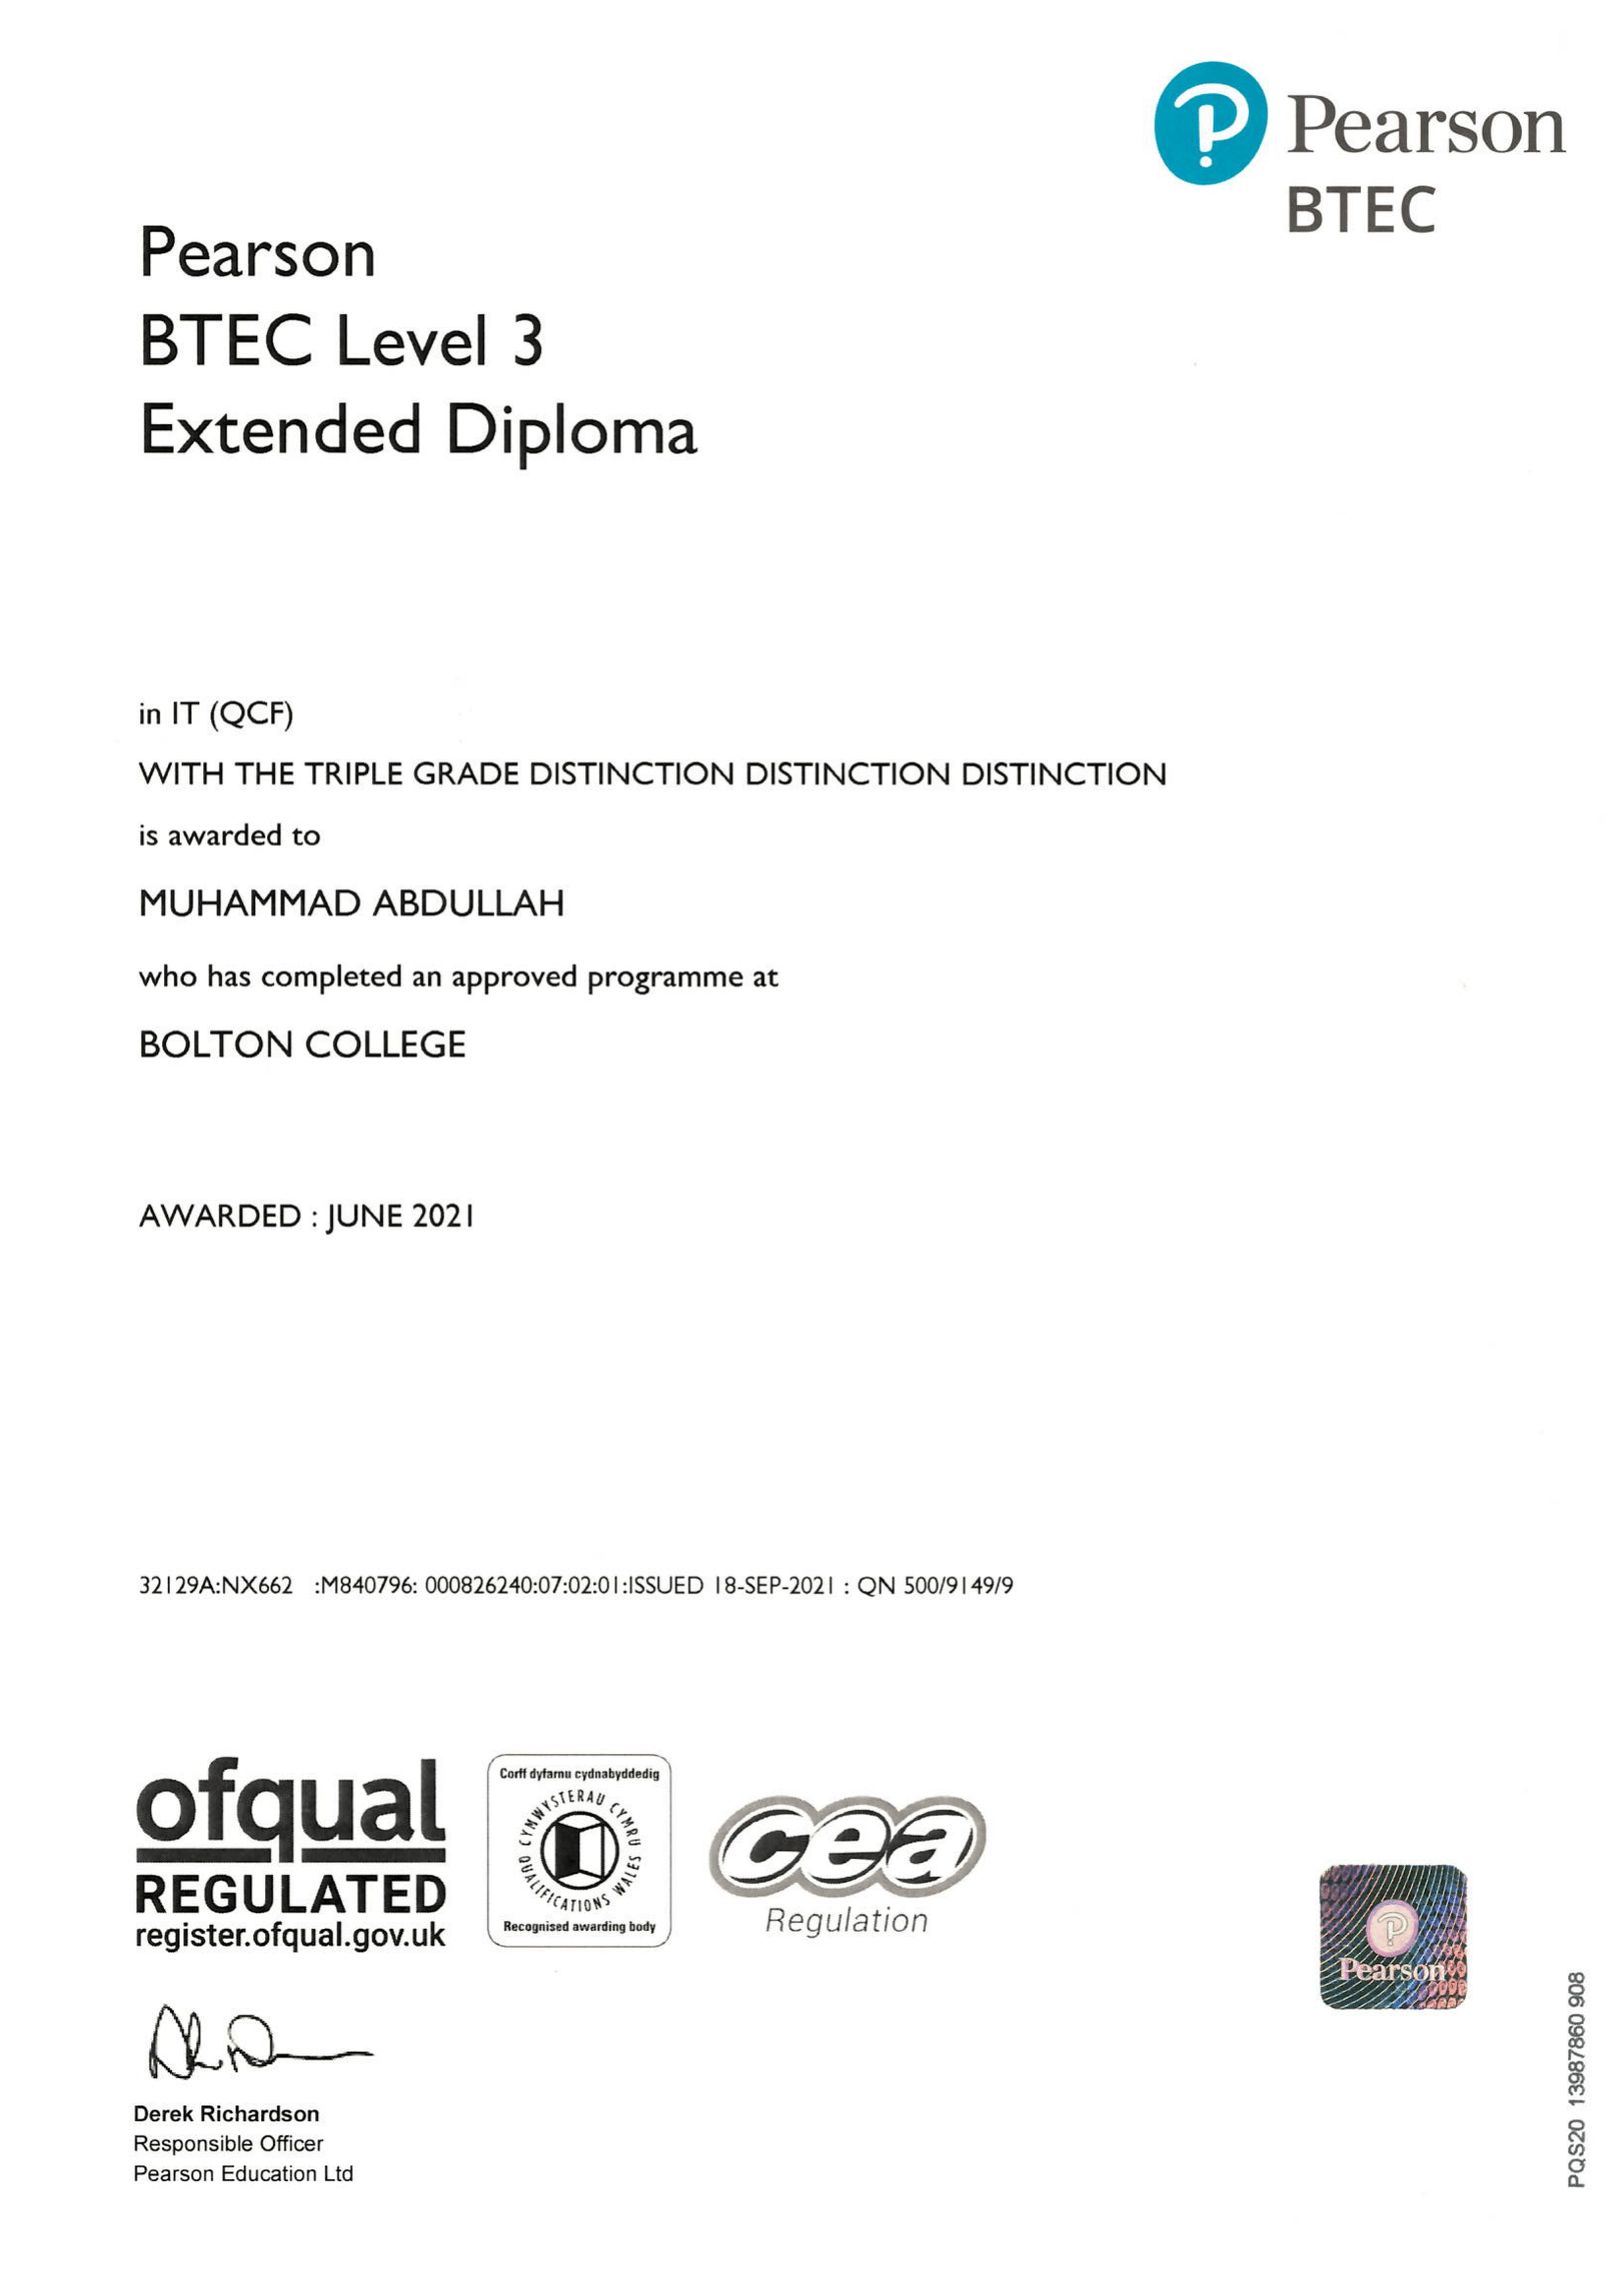 Pearson
BTEC
Pearson
BTEC Level 3
Extended Diploma
in IT (QCF)
WITH THE TRIPLE GRADE DISTINCTION DISTINCTION DISTINCTION
is awarded to
MUHAMMAD ABDULLAH
who has completed an approved programme at
BOLTON COLLEGE
AWARDED : JUNE 2021
32129A:NX662 :M840796: 000826240:07:02:01:ISSUED 18-SEP-2021 : QN 500/9149/9
ofqual
REGULATED
register.ofqual.gov.uk
Corff dyfarnu cydnabyddedig
CYMWYSTERAU CYMRU
QUALIFICATIONS WALES
Recognised awarding body
cea
Regulation
Pearson
Derek Richardson
Responsible Officer
Pearson Education Ltd
PQS20 13987860 908